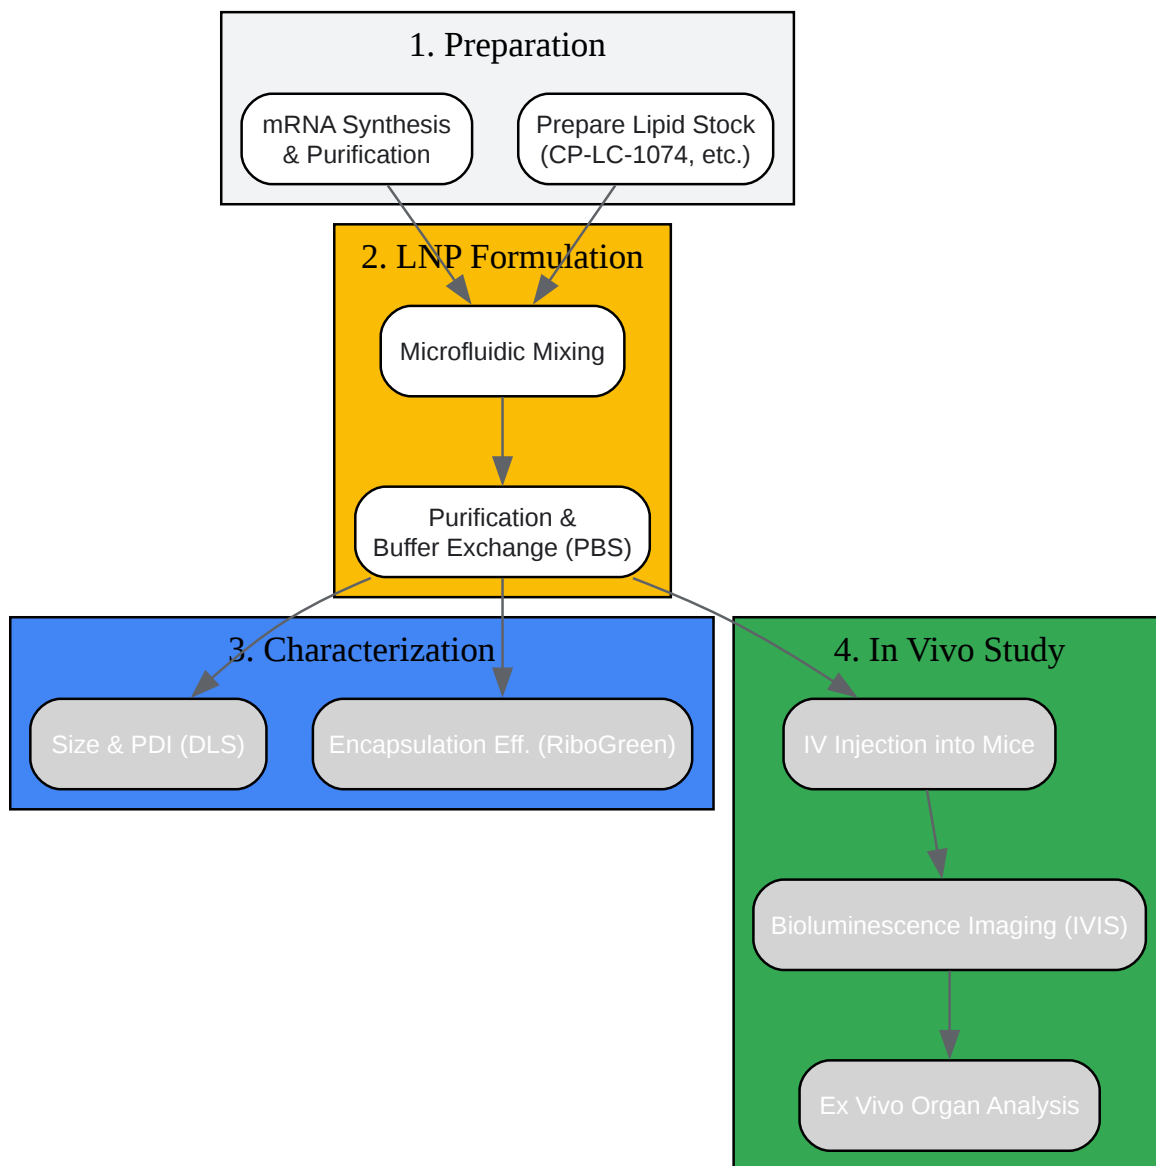 1. Preparation
mRNA Synthesis
& Purification
Prepare Lipid Stock
(CP-LC-1074, etc.)
2. LNP Formulation
Microfluidic Mixing
Purification &
Buffer Exchange (PBS)
3. Characterization
Size & PDI (DLS)
Encapsulation Eff. (RiboGreen)
4. In Vivo Study
IV Injection into Mice
Bioluminescence Imaging (IVIS)
Ex Vivo Organ Analysis